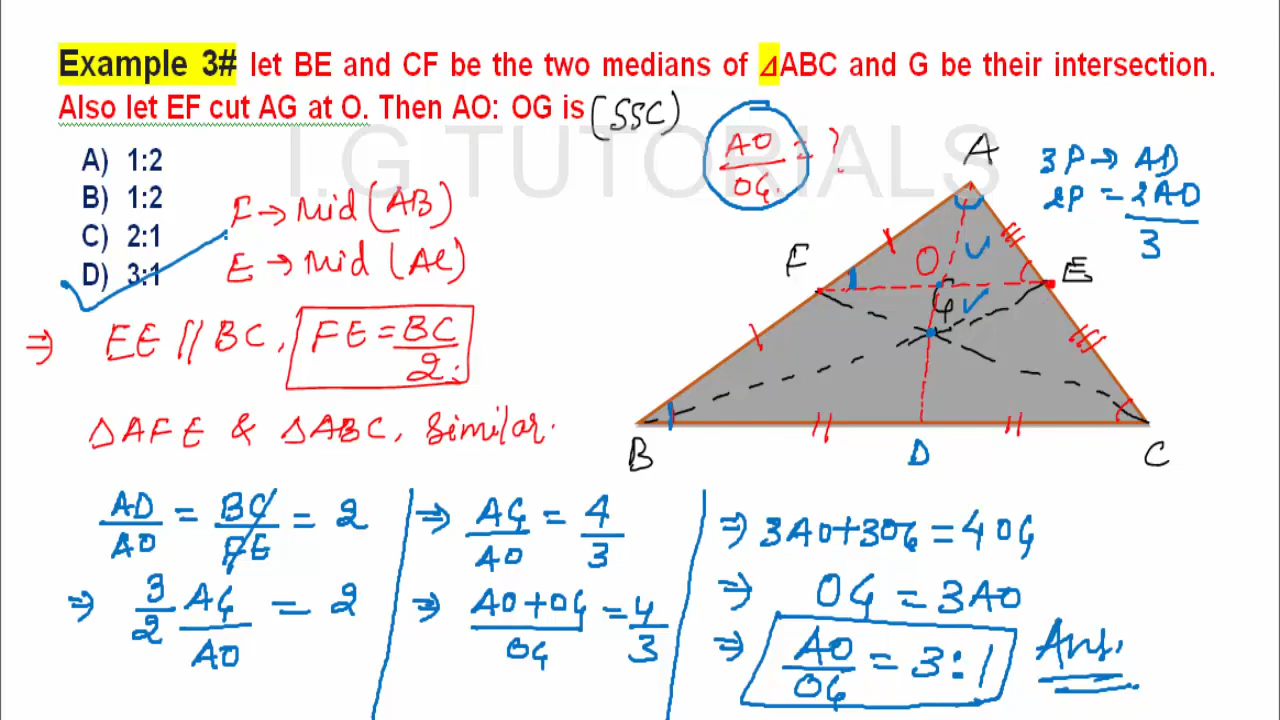 Example 3# let BE and CF be the two medians of ⊿ABC and G be their intersection.
Also let EF cut AG at O. Then AO: OG is (SSC)
I.G TUTORIALS
A) 1:2
B) 1:2
C) 2:1
D) 3:1
F → Mid (AB)
E → Mid (AC)
AO/OG = ?
3P → AD
2P = 2AD/3
A
F
O
E
G
B
D
C
⇒ EE // BC, FE = BC/2.
△AFE & △ABC, Similar.
AD/AO = BC/FE = 2
⇒ 3/2 AG/AO = 2
⇒ AG/AO = 4/3
⇒ AO+OG/OG = 4/3
⇒ 3AO+3OG = 4OG
⇒ OG = 3AO
⇒ AO/OG = 3:1 Ans.